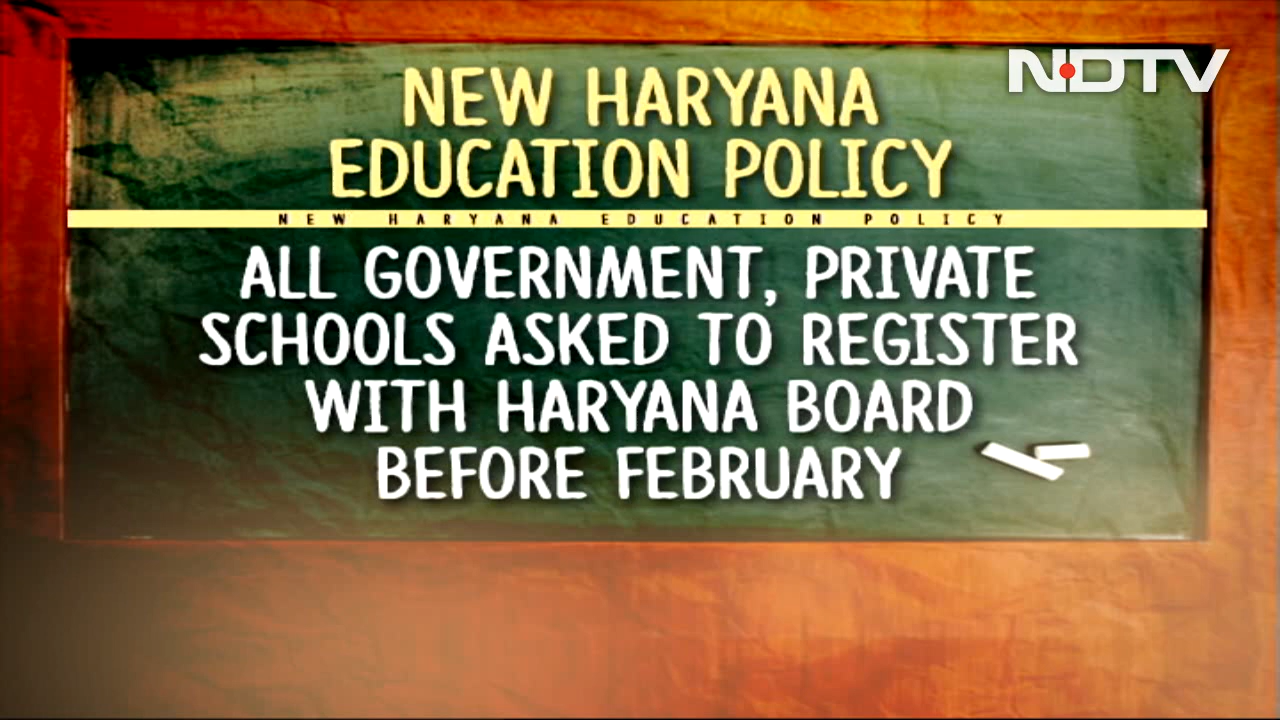 NDTV
NEW HARYANA
EDUCATION POLICY
NEW HARYANA EDUCATION POLICY
ALL GOVERNMENT, PRIVATE
SCHOOLS ASKED TO REGISTER
WITH HARYANA BOARD
BEFORE FEBRUARY